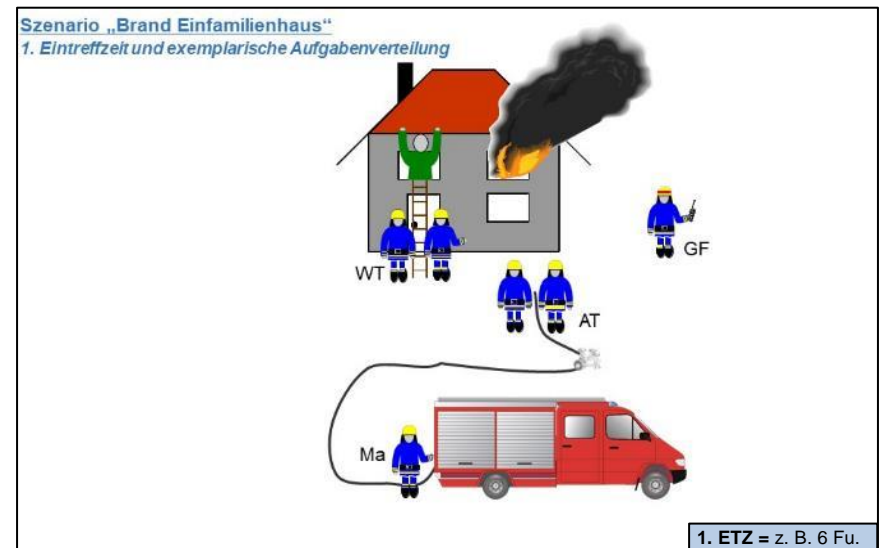 Szenario „Brand Einfamilienhaus“
1. Eintreffzeit und exemplarische Aufgabenverteilung
GF
WT
AT
Ma
1. ETZ = z. B. 6 Fu.